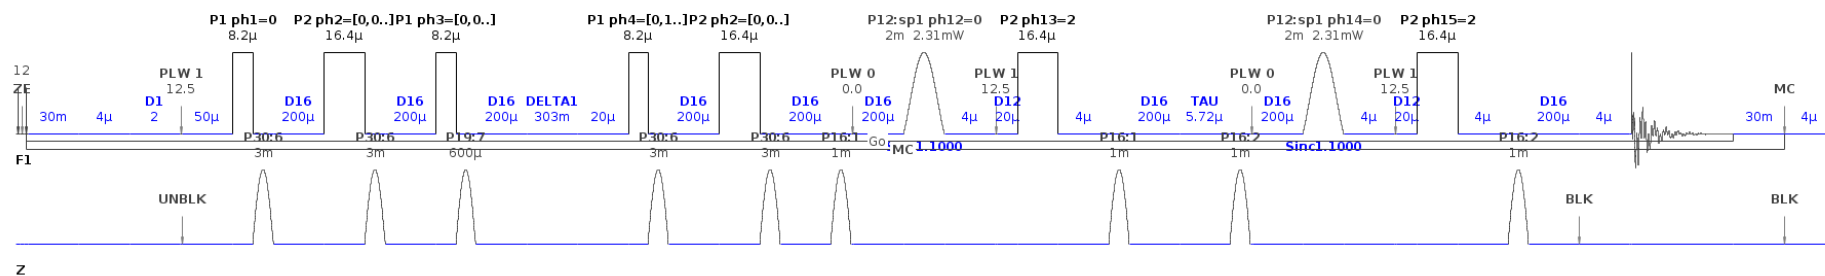 P1 ph1=0 P2 ph2=[0,0..] P1 ph3=[0,0..] P1 ph4=[0,1..] P2 ph2=[0,0..] P12:sp1 ph12=0 P2 ph13=2 P12:sp1 ph14=0 P2 ph15=2
8.2µ 16.4µ 8.2µ 8.2µ 16.4µ 2m 2.31mW 16.4µ 2m 2.31mW 16.4µ
12 PLW 1 PLW 0 PLW 1 PLW 0 PLW 1
ZE 12.5 0.0 12.5 0.0 12.5 MC
D1 D16 D16 D16 DELTA1 D16 D16 D16 D12 D16 TAU D16 D12 D16
30m 4µ 2 50µ 200µ 200µ 200µ 303m 20µ 200µ 200µ 200µ 4µ 20µ 4µ 200µ 5.72µ 200µ 4µ 20µ 4µ 200µ 4µ 30m 4µ
P30:6 P30:6 P19:7 P30:6 P30:6 P16:1 Go P16:1 P16:2 P16:2
MC 1.1000 Sinc1.1000
F1 3m 3m 600µ 3m 3m 1m 1m 1m 1m
UNBLK BLK BLK
Z